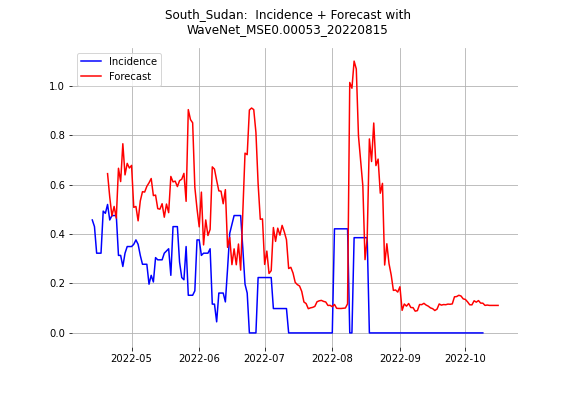 South_Sudan:  Incidence + Forecast with
WaveNet_MSE0.00053_20220815
Incidence
Forecast
1.0
0.8
0.6
0.4
0.2
0.0
2022-05 2022-06 2022-07 2022-08 2022-09 2022-10